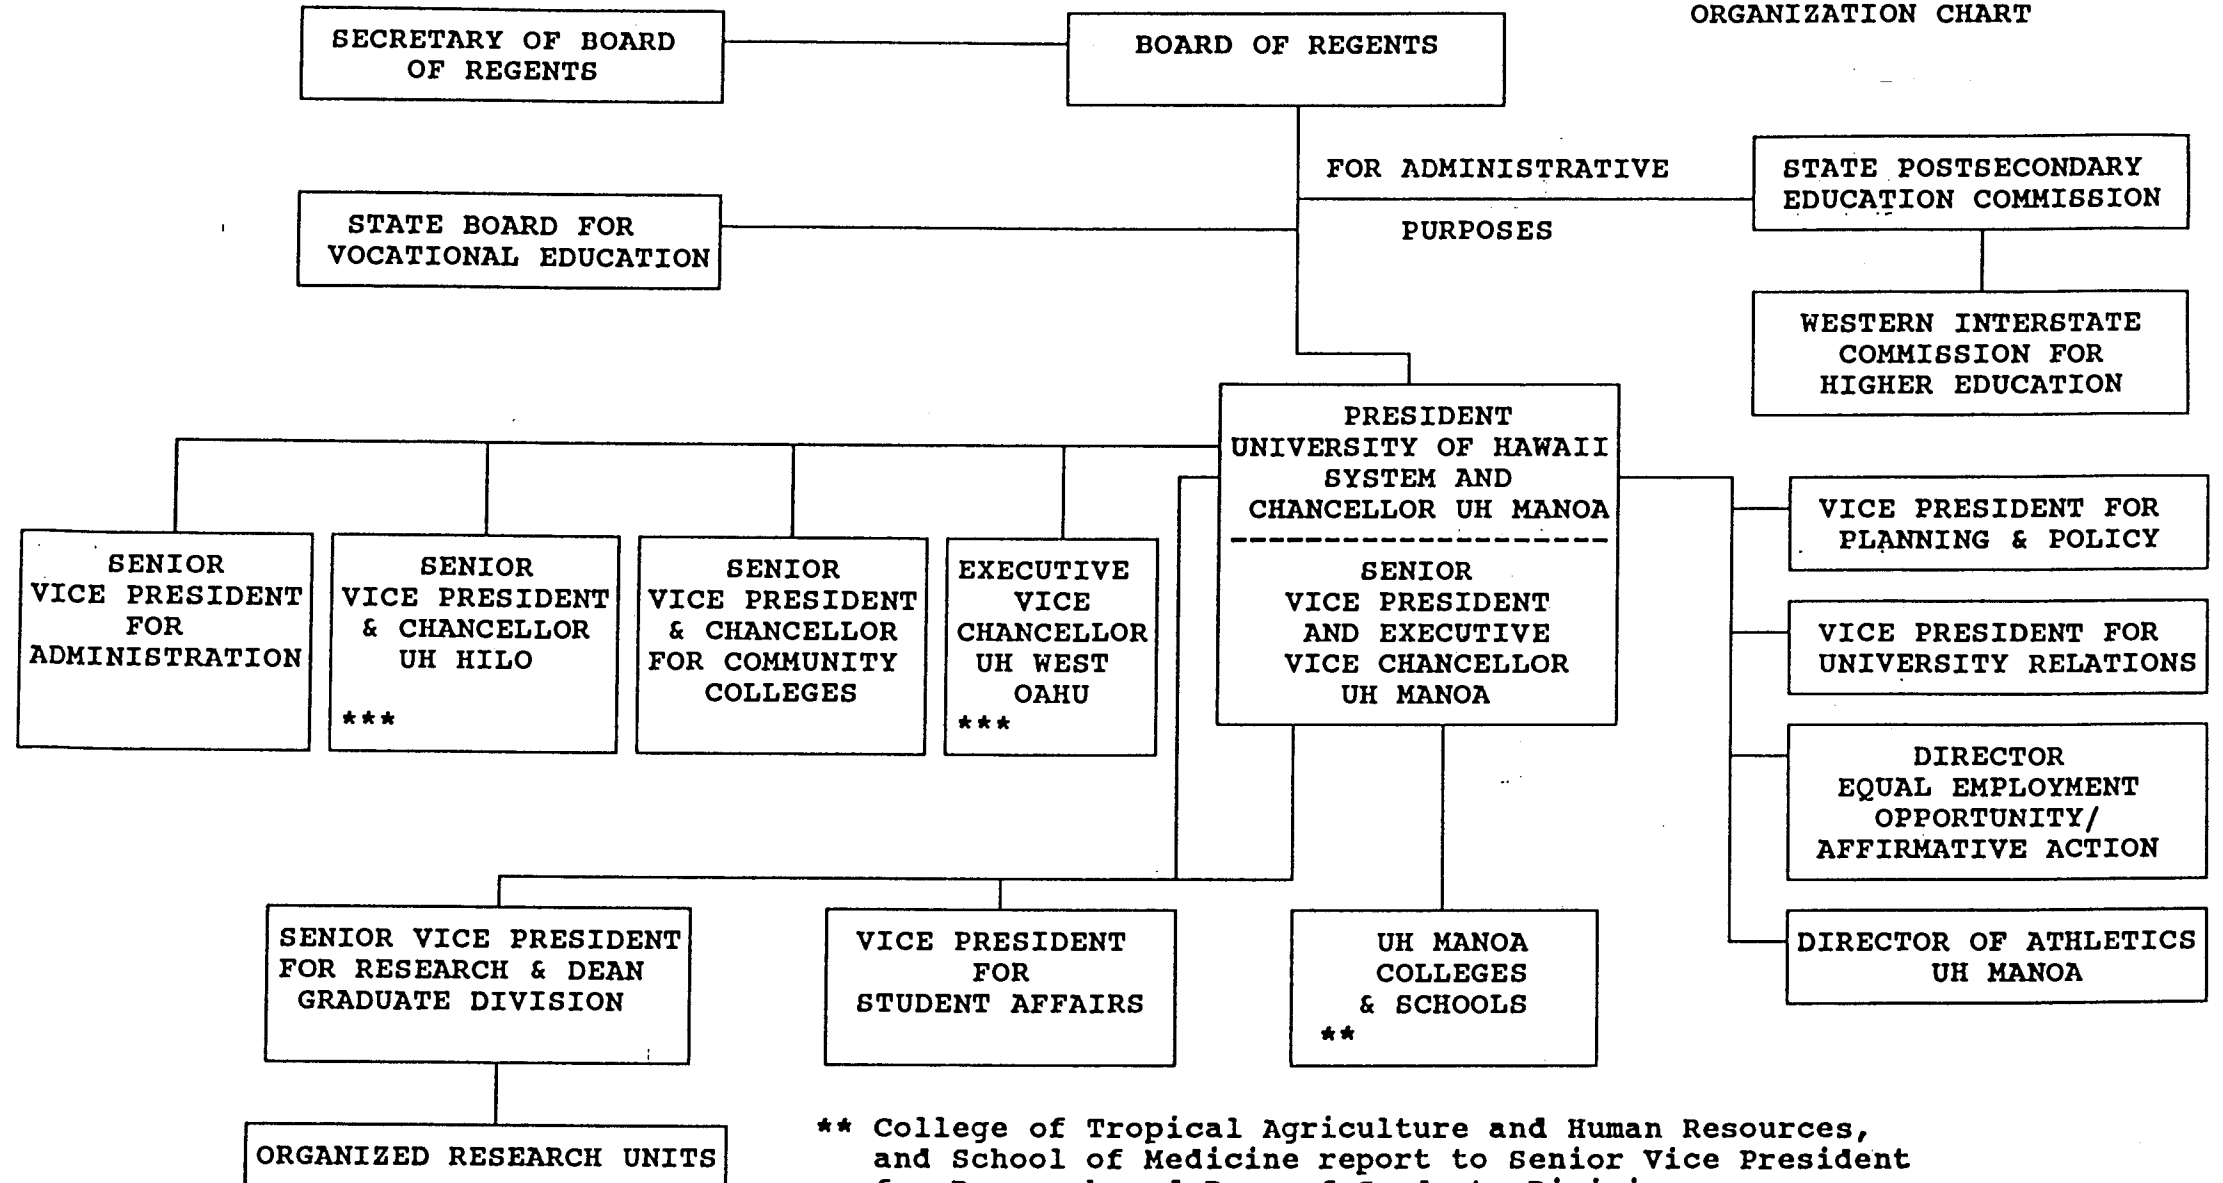 ORGANIZATION CHART
SECRETARY OF BOARD
OF REGENTS
BOARD OF REGENTS
FOR ADMINISTRATIVE
PURPOSES
STATE POSTSECONDARY
EDUCATION COMMISSION
STATE BOARD FOR
VOCATIONAL EDUCATION
WESTERN INTERSTATE
COMMISSION FOR
HIGHER EDUCATION
PRESIDENT
UNIVERSITY OF HAWAII
SYSTEM AND
CHANCELLOR UH MANOA
SENIOR
VICE PRESIDENT
AND EXECUTIVE
VICE CHANCELLOR
UH MANOA
SENIOR
VICE PRESIDENT
FOR
ADMINISTRATION
SENIOR
VICE PRESIDENT
& CHANCELLOR
UH HILO
***
SENIOR
VICE PRESIDENT
& CHANCELLOR
FOR COMMUNITY
COLLEGES
EXECUTIVE
VICE
CHANCELLOR
UH WEST
OAHU
***
VICE PRESIDENT FOR
PLANNING & POLICY
VICE PRESIDENT FOR
UNIVERSITY RELATIONS
DIRECTOR
EQUAL EMPLOYMENT
OPPORTUNITY/
AFFIRMATIVE ACTION
DIRECTOR OF ATHLETICS
UH MANOA
SENIOR VICE PRESIDENT
FOR RESEARCH & DEAN
GRADUATE DIVISION
VICE PRESIDENT
FOR
STUDENT AFFAIRS
UH MANOA
COLLEGES
& SCHOOLS
**
ORGANIZED RESEARCH UNITS
** College of Tropical Agriculture and Human Resources,
and School of Medicine report to Senior Vice President